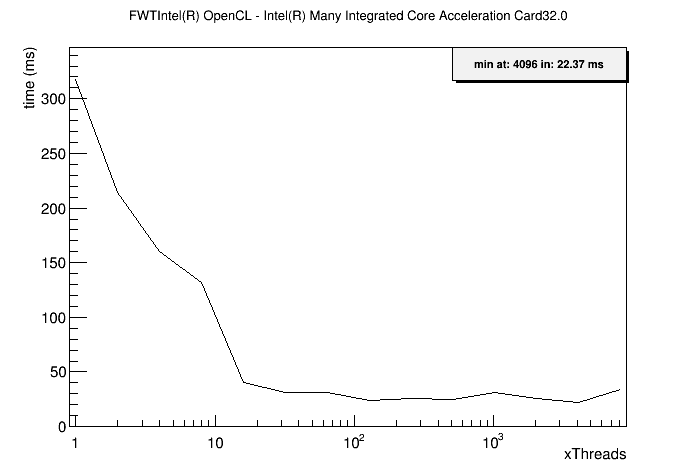 FWTIntel(R) OpenCL - Intel(R) Many Integrated Core Acceleration Card32.0
min at: 4096 in: 22.37 ms
time (ms)
300
250
200
150
100
50
0
1
10
10²
10³
xThreads